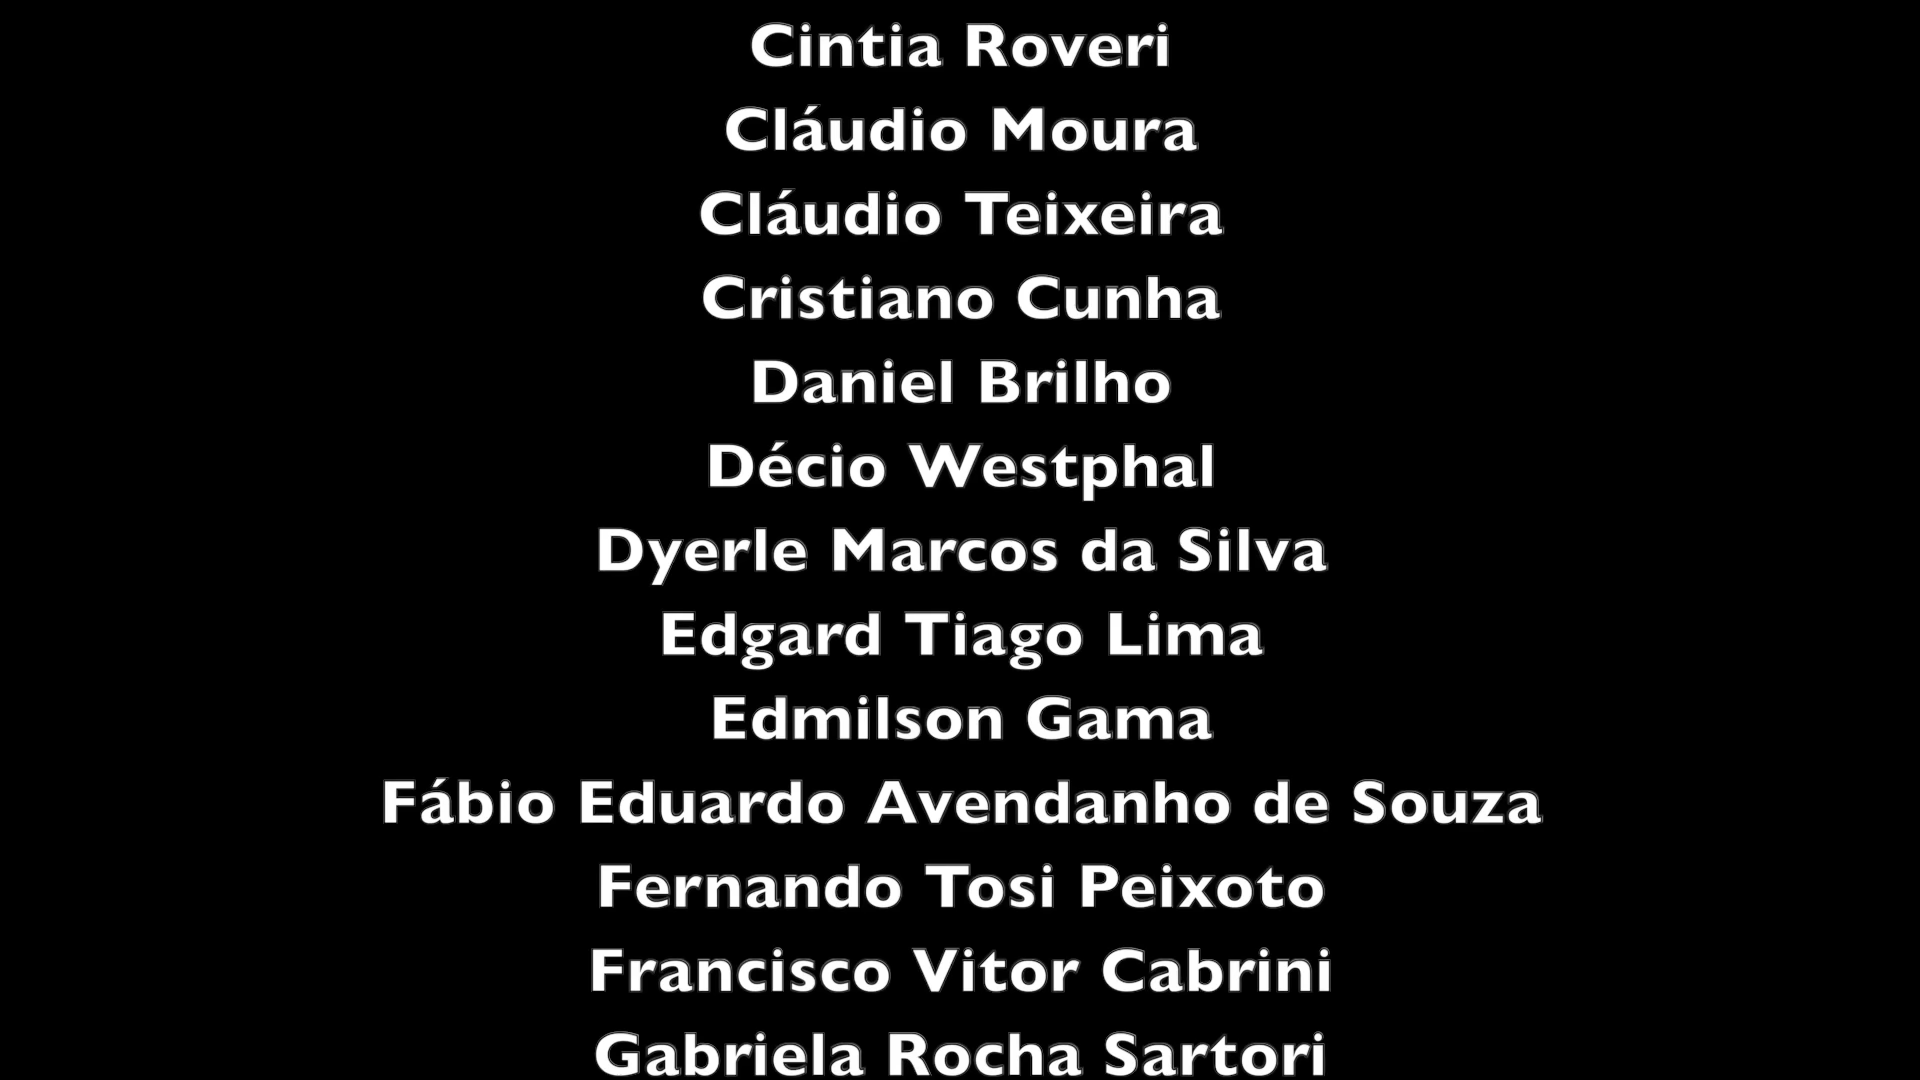 Cintia Roveri
Cláudio Moura
Cláudio Teixeira
Cristiano Cunha
Daniel Brilho
Décio Westphal
Dyerle Marcos da Silva
Edgard Tiago Lima
Edmilson Gama
Fábio Eduardo Avendanho de Souza
Fernando Tosi Peixoto
Francisco Vitor Cabrini
Gabriela Rocha Sartori